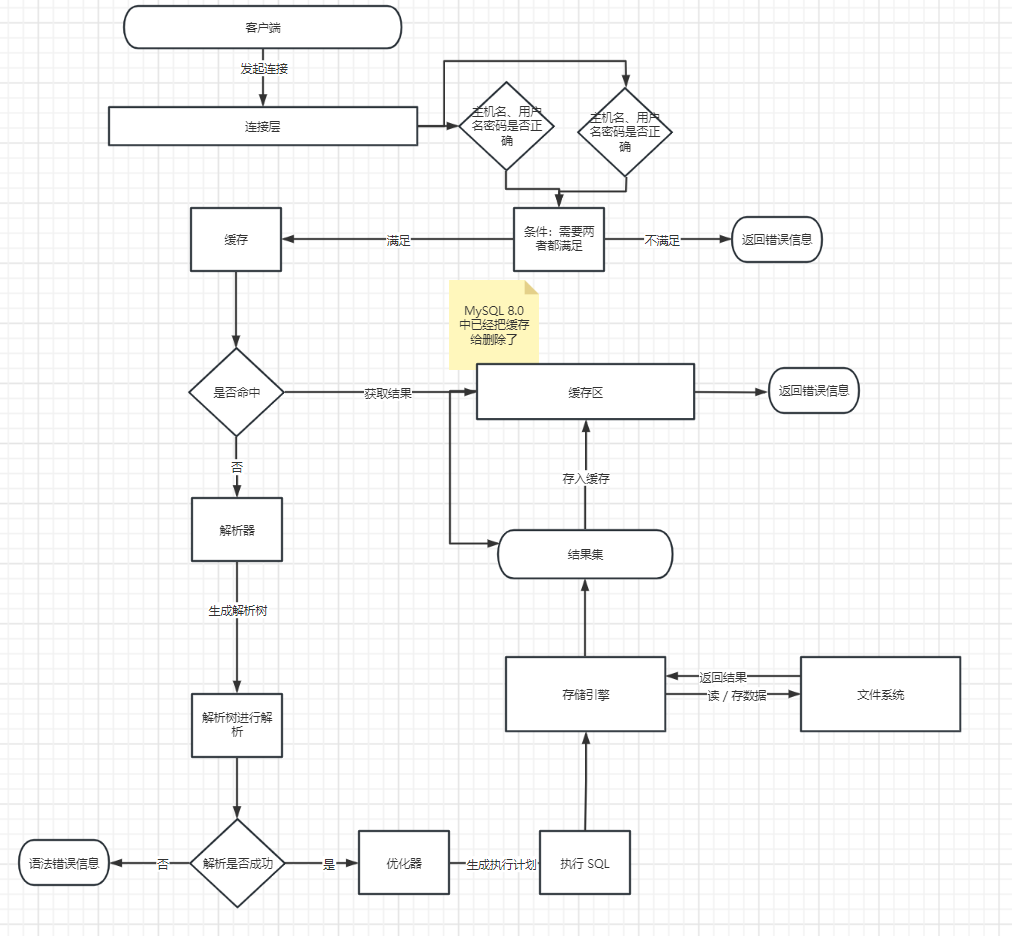 客户端
发起连接
连接层
主机名、用户
名密码是否正
确
主机名、用户
名密码是否正
确
缓存
满足
条件：需要两
者都满足
不满足
返回错误信息
MySQL 8.0
中已经把缓存
给删除了
是否命中
获取结果
缓存区
返回错误信息
否
存入缓存
解析器
结果集
生成解析树
存储引擎
返回结果
读 / 存数据
文件系统
解析树进行解
析
语法错误信息
否
解析是否成功
是
优化器
生成执行计划
执行 SQL